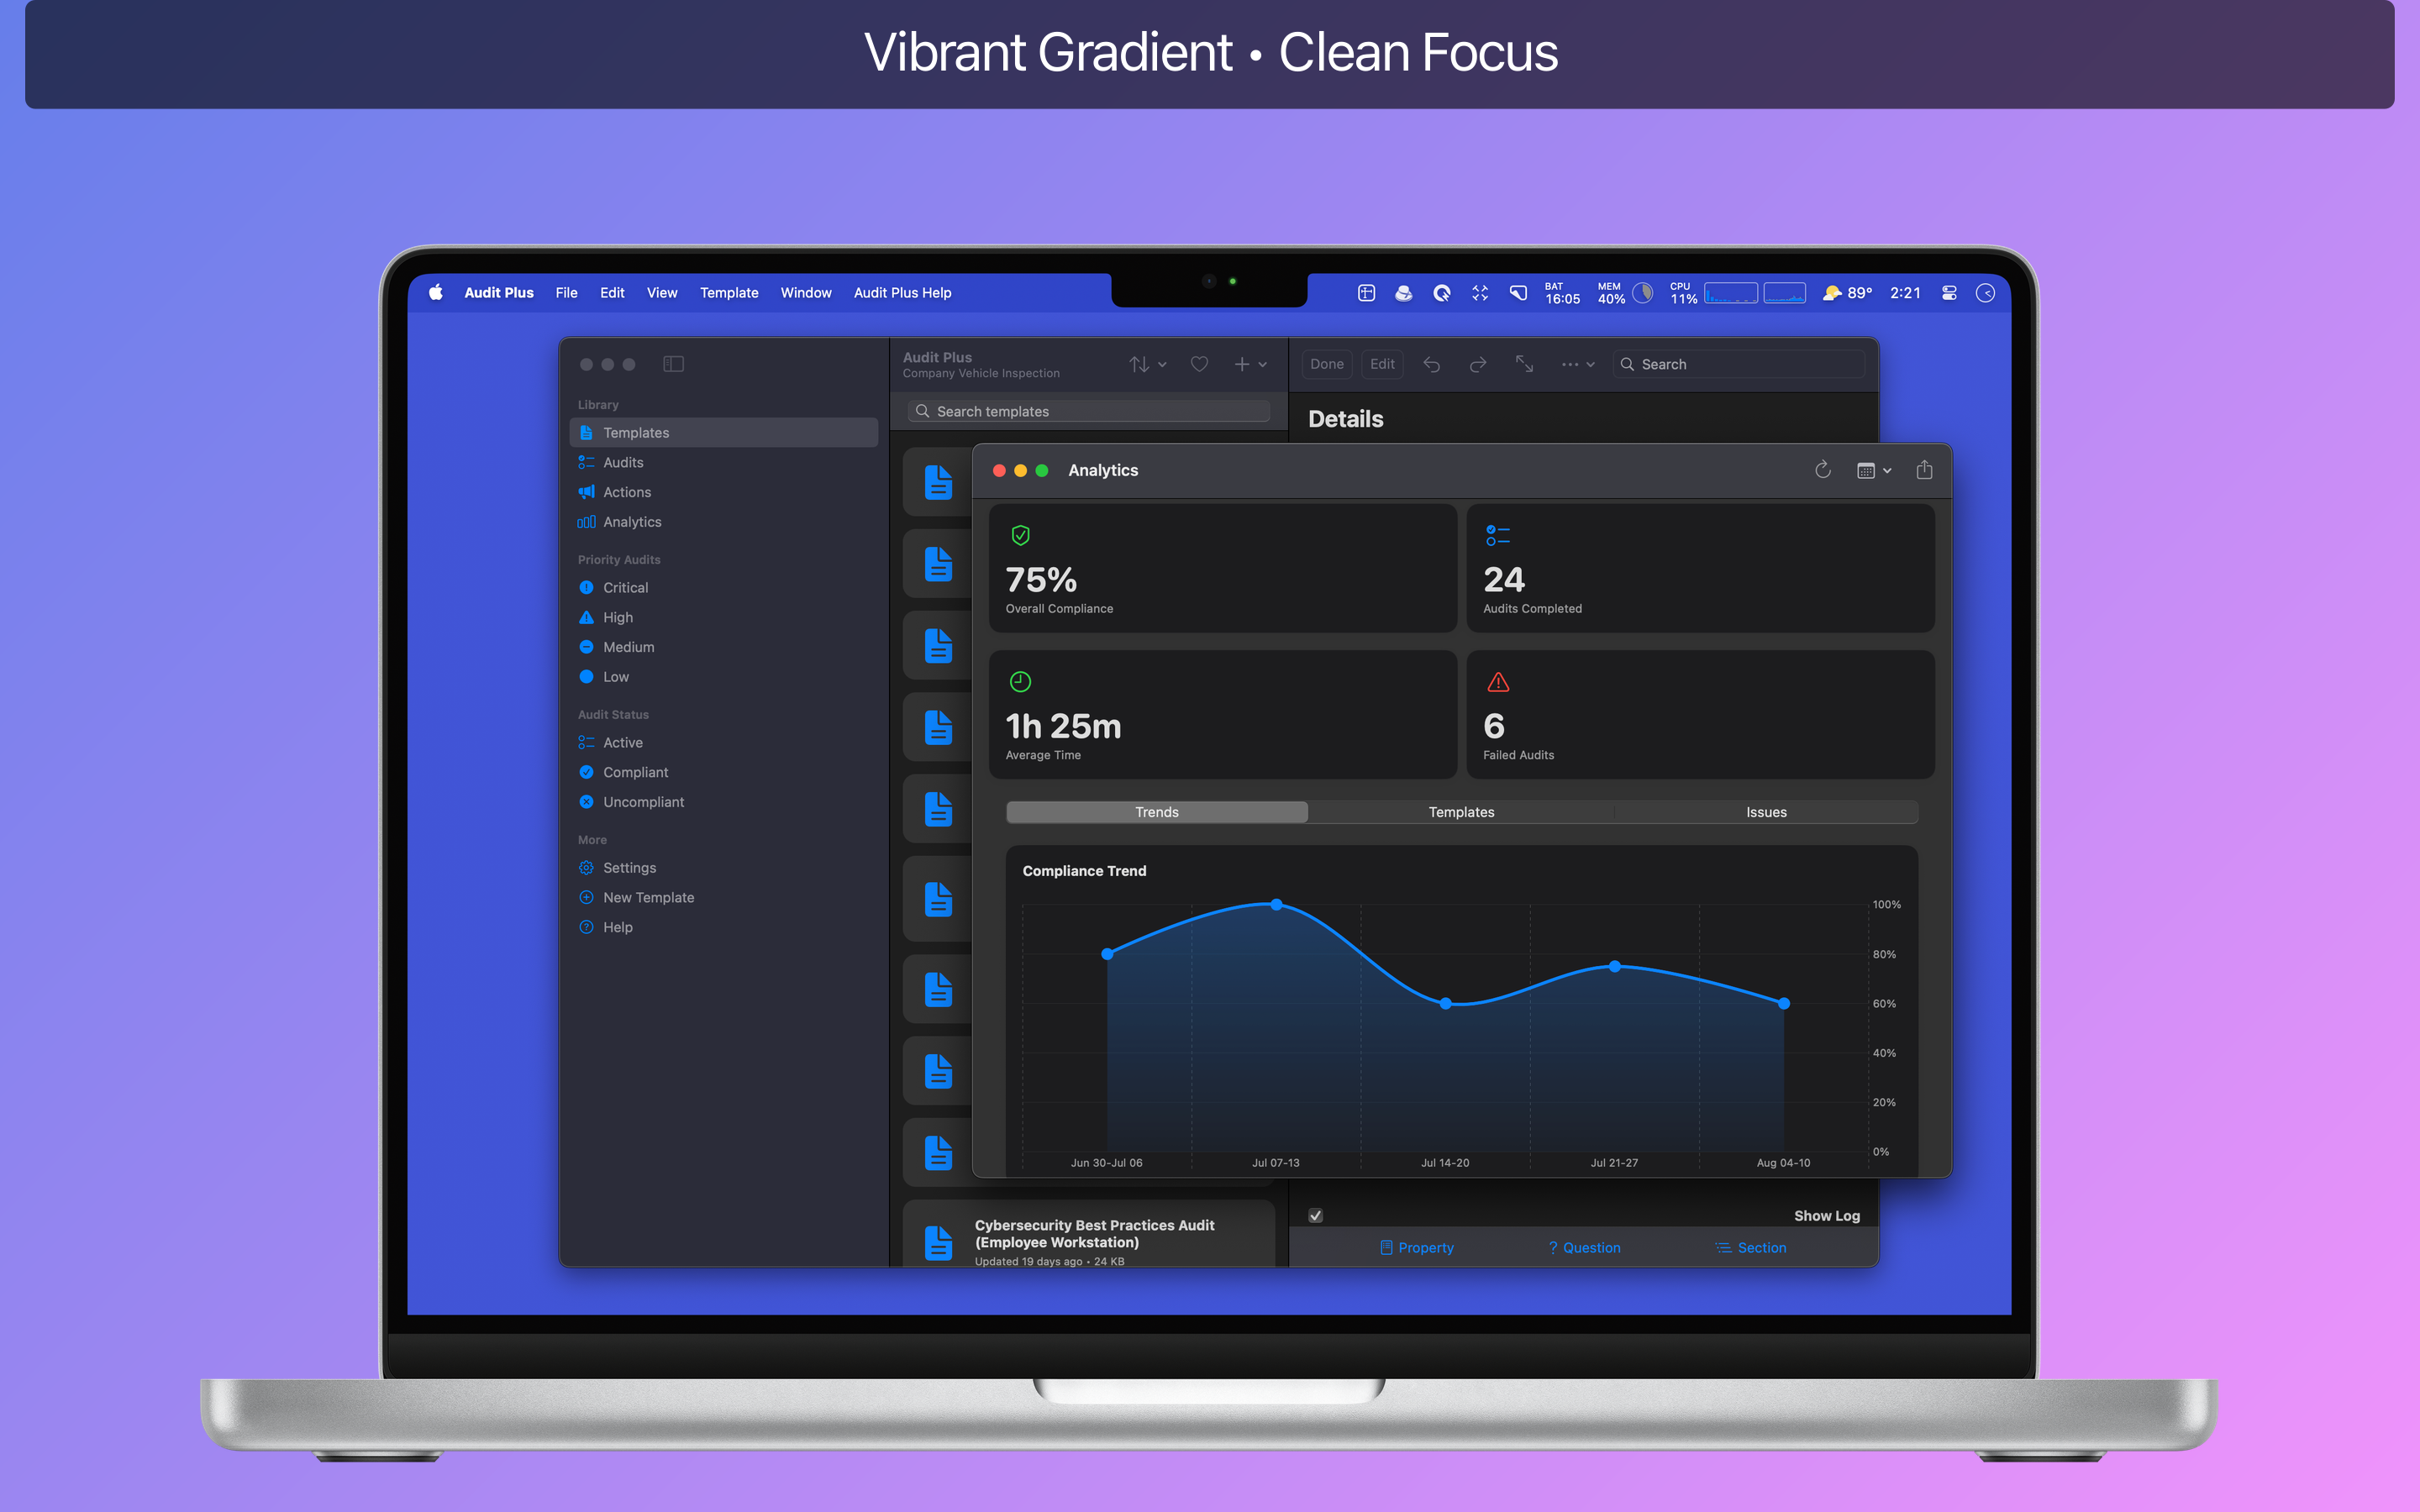 Vibrant Gradient • Clean Focus
Audit Plus File Edit View Template Window Audit Plus Help
BAT 16:05 MEM 40% CPU 11% 89° 2:21
Library
Templates
Audits
Actions
Analytics
Priority Audits
Critical
High
Medium
Low
Audit Status
Active
Compliant
Uncompliant
More
Settings
New Template
Help
Audit Plus
Company Vehicle Inspection
Search templates
Done Edit Search
Details
Analytics
75%
Overall Compliance
24
Audits Completed
1h 25m
Average Time
6
Failed Audits
Trends Templates Issues
Compliance Trend
100%
80%
60%
40%
20%
0%
Jun 30-Jul 06 Jul 07-13 Jul 14-20 Jul 21-27 Aug 04-10
Cybersecurity Best Practices Audit
(Employee Workstation)
Updated 19 days ago • 24 KB
Show Log
Property ? Question Section